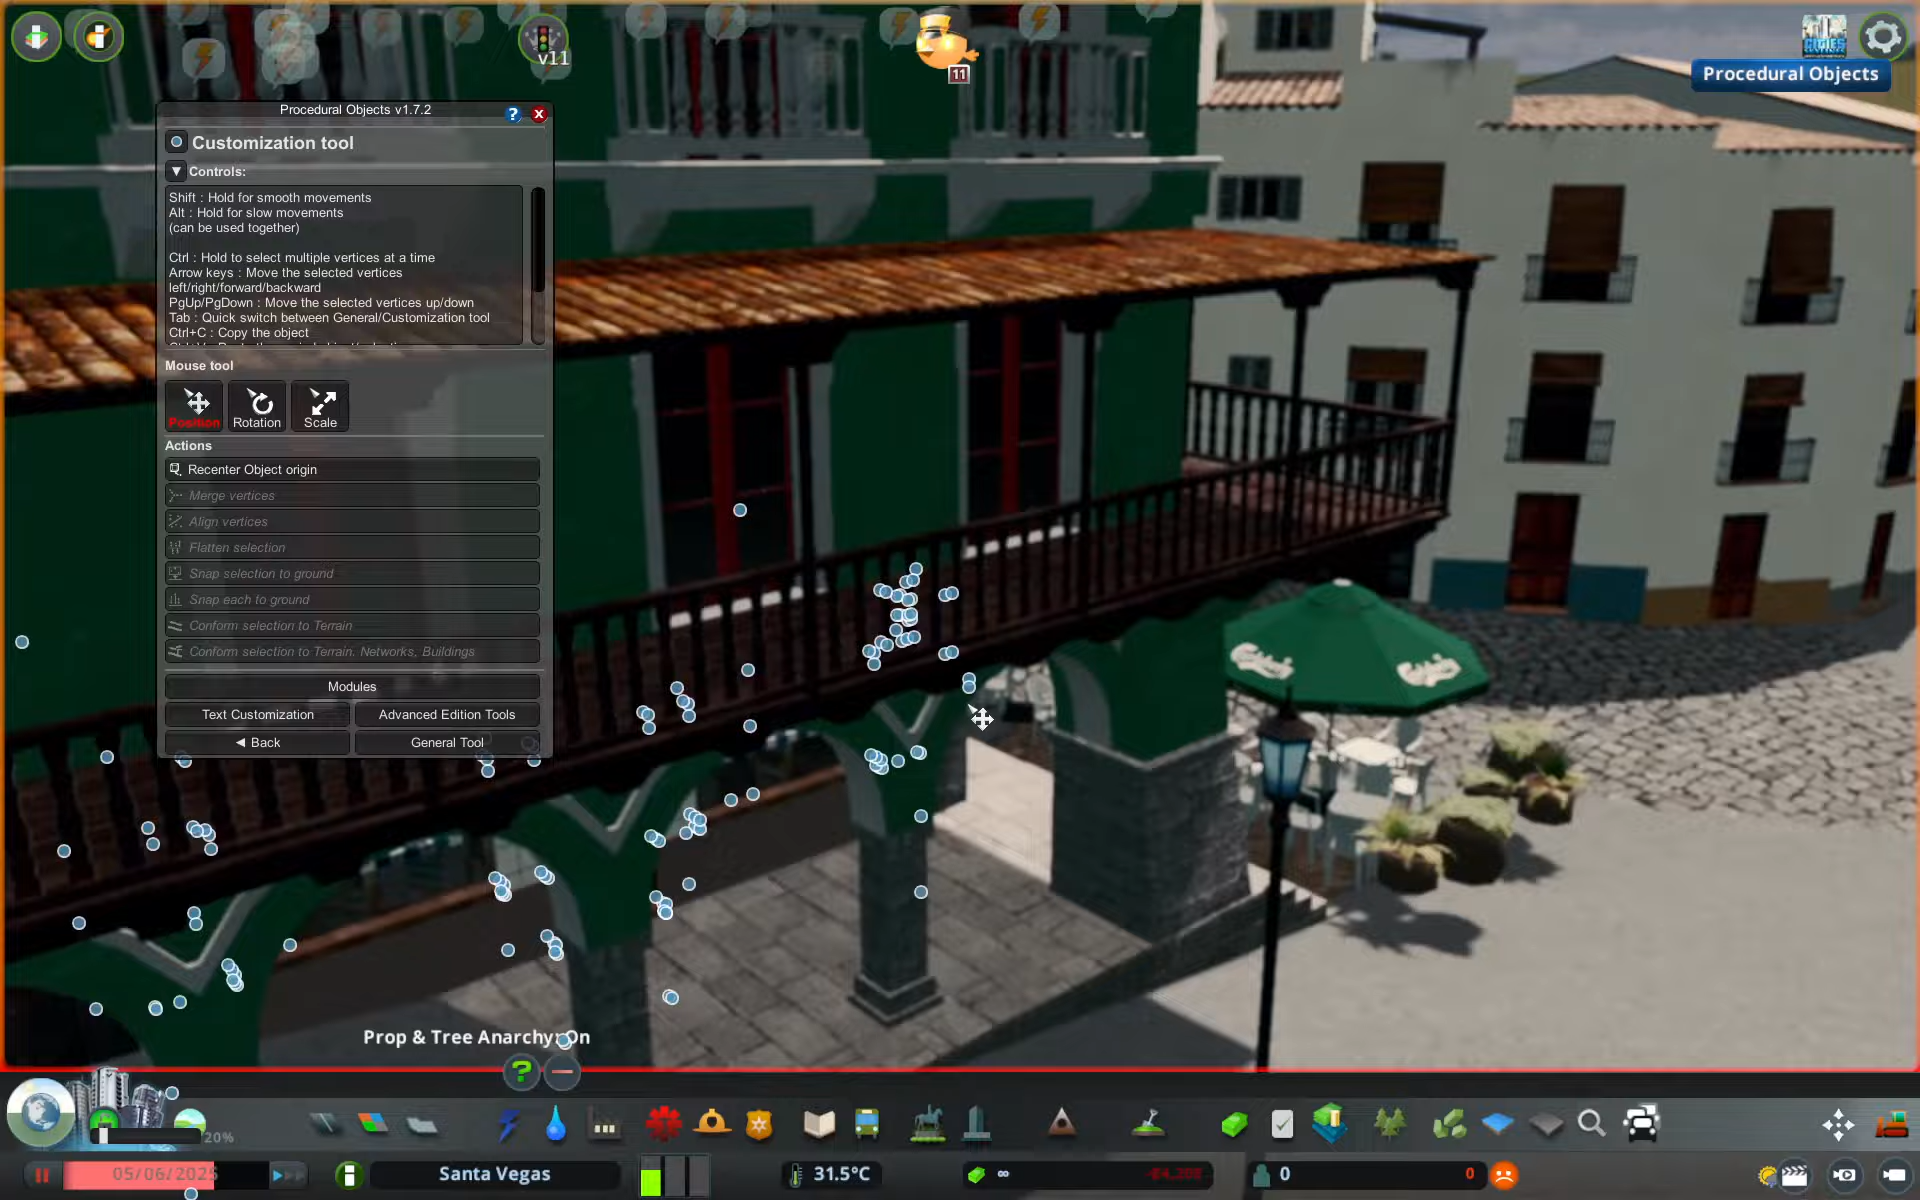 v11
11
CITIES
Procedural Objects
Procedural Objects v1.7.2
?
x
Customization tool
▼ Controls:
Shift : Hold for smooth movements
Alt : Hold for slow movements
(can be used together)
Ctrl : Hold to select multiple vertices at a time
Arrow keys : Move the selected vertices
left/right/forward/backward
PgUp/PgDown : Move the selected vertices up/down
Tab : Quick switch between General/Customization tool
Ctrl+C : Copy the object
Mouse tool
Position
Rotation
Scale
Actions
Recenter Object origin
Merge vertices
Align vertices
Flatten selection
Snap selection to ground
Snap each to ground
Conform selection to Terrain
Conform selection to Terrain, Networks, Buildings
Modules
Text Customization
Advanced Edition Tools
◄ Back
General Tool
Carlsberg
Carlsberg
Prop & Tree Anarchy: On
?
20%
05/06/2025
Santa Vegas
31.5°C
∞
0
0